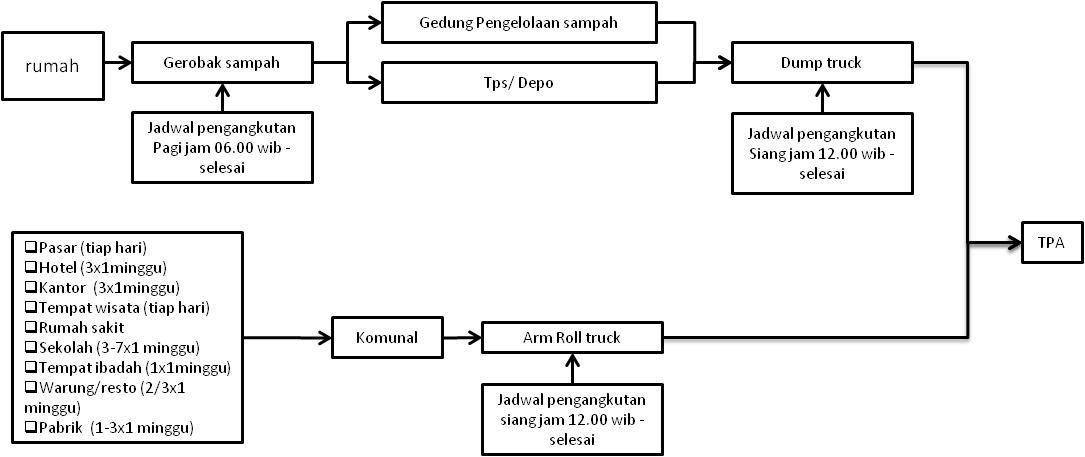 rumah
Gerobak sampah
Jadwal pengangkutan
Pagi jam 06.00 wib -
selesai
Gedung Pengelolaan sampah
Tps/ Depo
Dump truck
Jadwal pengangkutan
Siang jam 12.00 wib -
selesai
TPA
Pasar (tiap hari)
Hotel (3x1minggu)
Kantor (3x1minggu)
Tempat wisata (tiap hari)
Rumah sakit
Sekolah (3-7x1 minggu)
Tempat ibadah (1x1minggu)
Warung/resto (2/3x1
minggu)
Pabrik (1-3x1 minggu)
Komunal
Arm Roll truck
Jadwal pengangkutan
siang jam 12.00 wib -
selesai